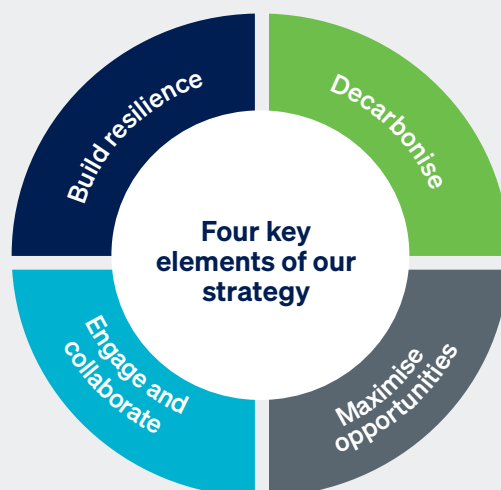 Build resilience
Decarbonise
Four key
elements of our
strategy
Engage and
collaborate
Maximise
opportunities